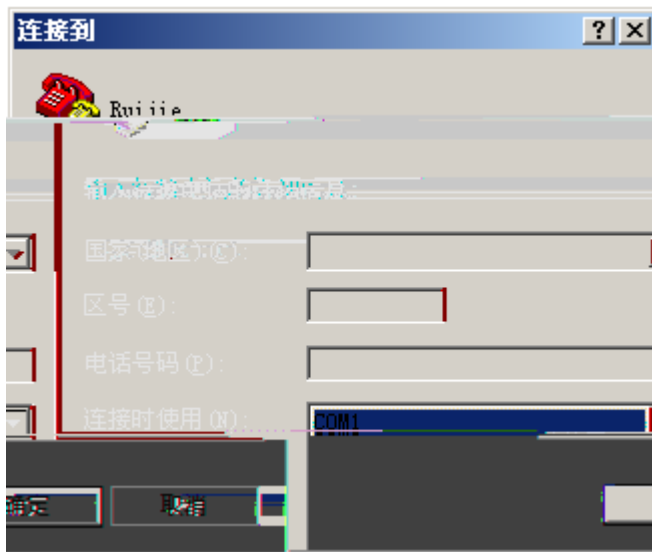 连接到
Ruijie
国家(地区)(C):
区号(E):
电话号码(P):
连接时使用(N):
COM1
确定
取消